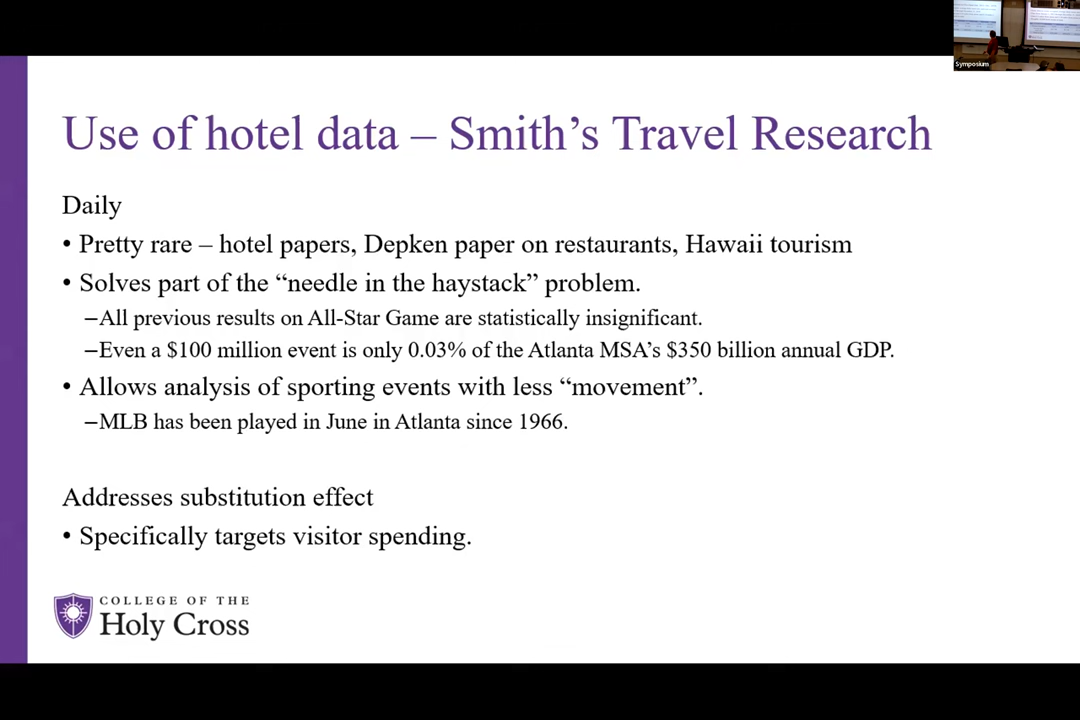 Symposium
Use of hotel data – Smith’s Travel Research
Daily
• Pretty rare – hotel papers, Depken paper on restaurants, Hawaii tourism
• Solves part of the “needle in the haystack” problem.
–All previous results on All-Star Game are statistically insignificant.
–Even a $100 million event is only 0.03% of the Atlanta MSA’s $350 billion annual GDP.
• Allows analysis of sporting events with less “movement”.
–MLB has been played in June in Atlanta since 1966.
Addresses substitution effect
• Specifically targets visitor spending.
COLLEGE OF THE
Holy Cross